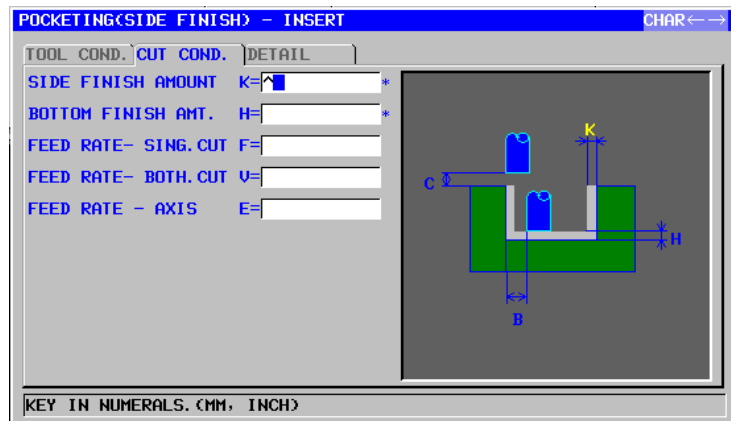 POCKETING(SIDE FINISH) - INSERT CHAR←→
TOOL COND. CUT COND. DETAIL
SIDE FINISH AMOUNT K=^ *
BOTTOM FINISH AMT. H= *
FEED RATE- SING.CUT F=
FEED RATE- BOTH.CUT V=
FEED RATE - AXIS E=
K
C
H
B
KEY IN NUMERALS.(MM, INCH)